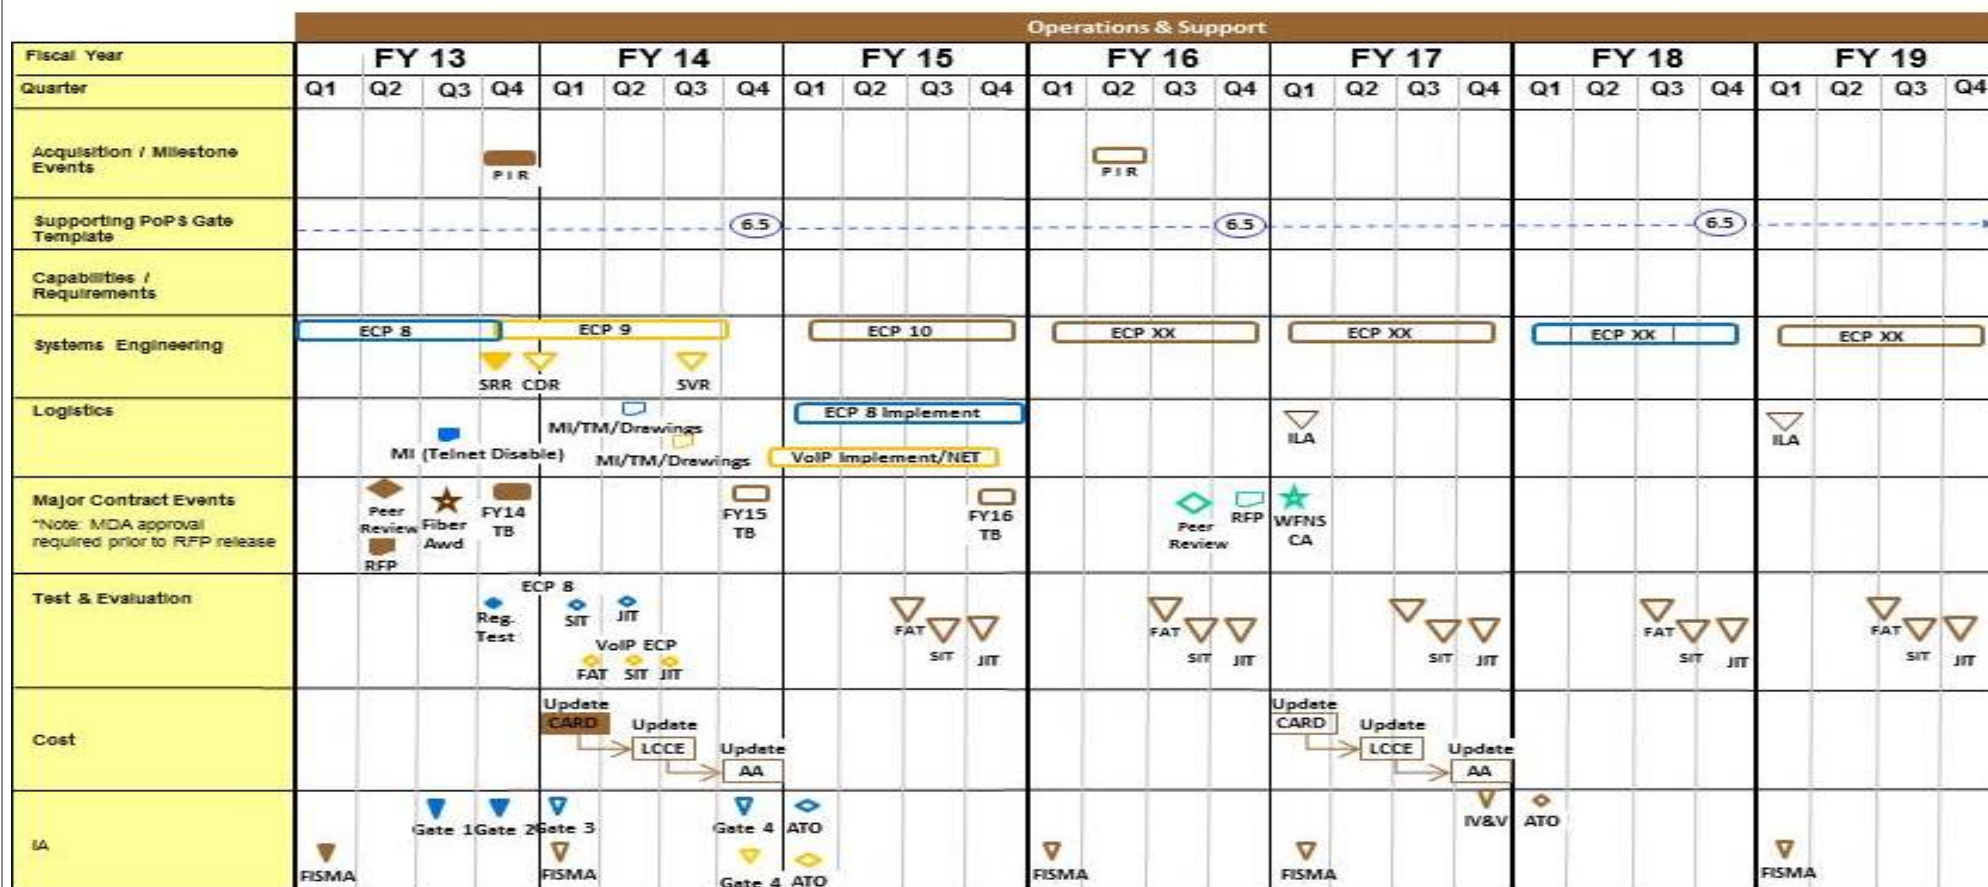 Operations & Support
Fiscal Year FY 13 FY 14 FY 15 FY 16 FY 17 FY 18 FY 19
Quarter Q1 Q2 Q3 Q4 Q1 Q2 Q3 Q4 Q1 Q2 Q3 Q4 Q1 Q2 Q3 Q4 Q1 Q2 Q3 Q4 Q1 Q2 Q3 Q4 Q1 Q2 Q3 Q4
Acquisition / Milestone
Events
PIR PIR
Supporting PoPS Gate
Template
6.5 6.5 6.5
Capabilities /
Requirements
Systems Engineering
ECP 8 ECP 9 ECP 10 ECP XX ECP XX ECP XX ECP XX
SRR CDR SVR
Logistics
ECP 8 Implement
MI/TM/Drawings
MI (Telnet Disable)
MI/TM/Drawings
VoIP Implement/NET
ILA ILA
Major Contract Events
*Note: MDA approval
required prior to RFP release
Peer
Review
RFP
Fiber
Awd
FY14
TB
FY15
TB
FY16
TB
Peer
Review
RFP
WFNS
CA
Test & Evaluation
ECP 8
Reg.
Test
SIT JIT
VoIP ECP
FAT SIT JIT
FAT SIT JIT
FAT SIT JIT
SIT JIT
FAT SIT JIT
FAT SIT JIT
Cost
Update
CARD
Update
LCCE
Update
AA
Update
CARD
Update
LCCE
Update
AA
IA
Gate 1 Gate 2 Gate 3 Gate 4 ATO IV&V ATO
FISMA FISMA Gate 4 ATO FISMA FISMA FISMA